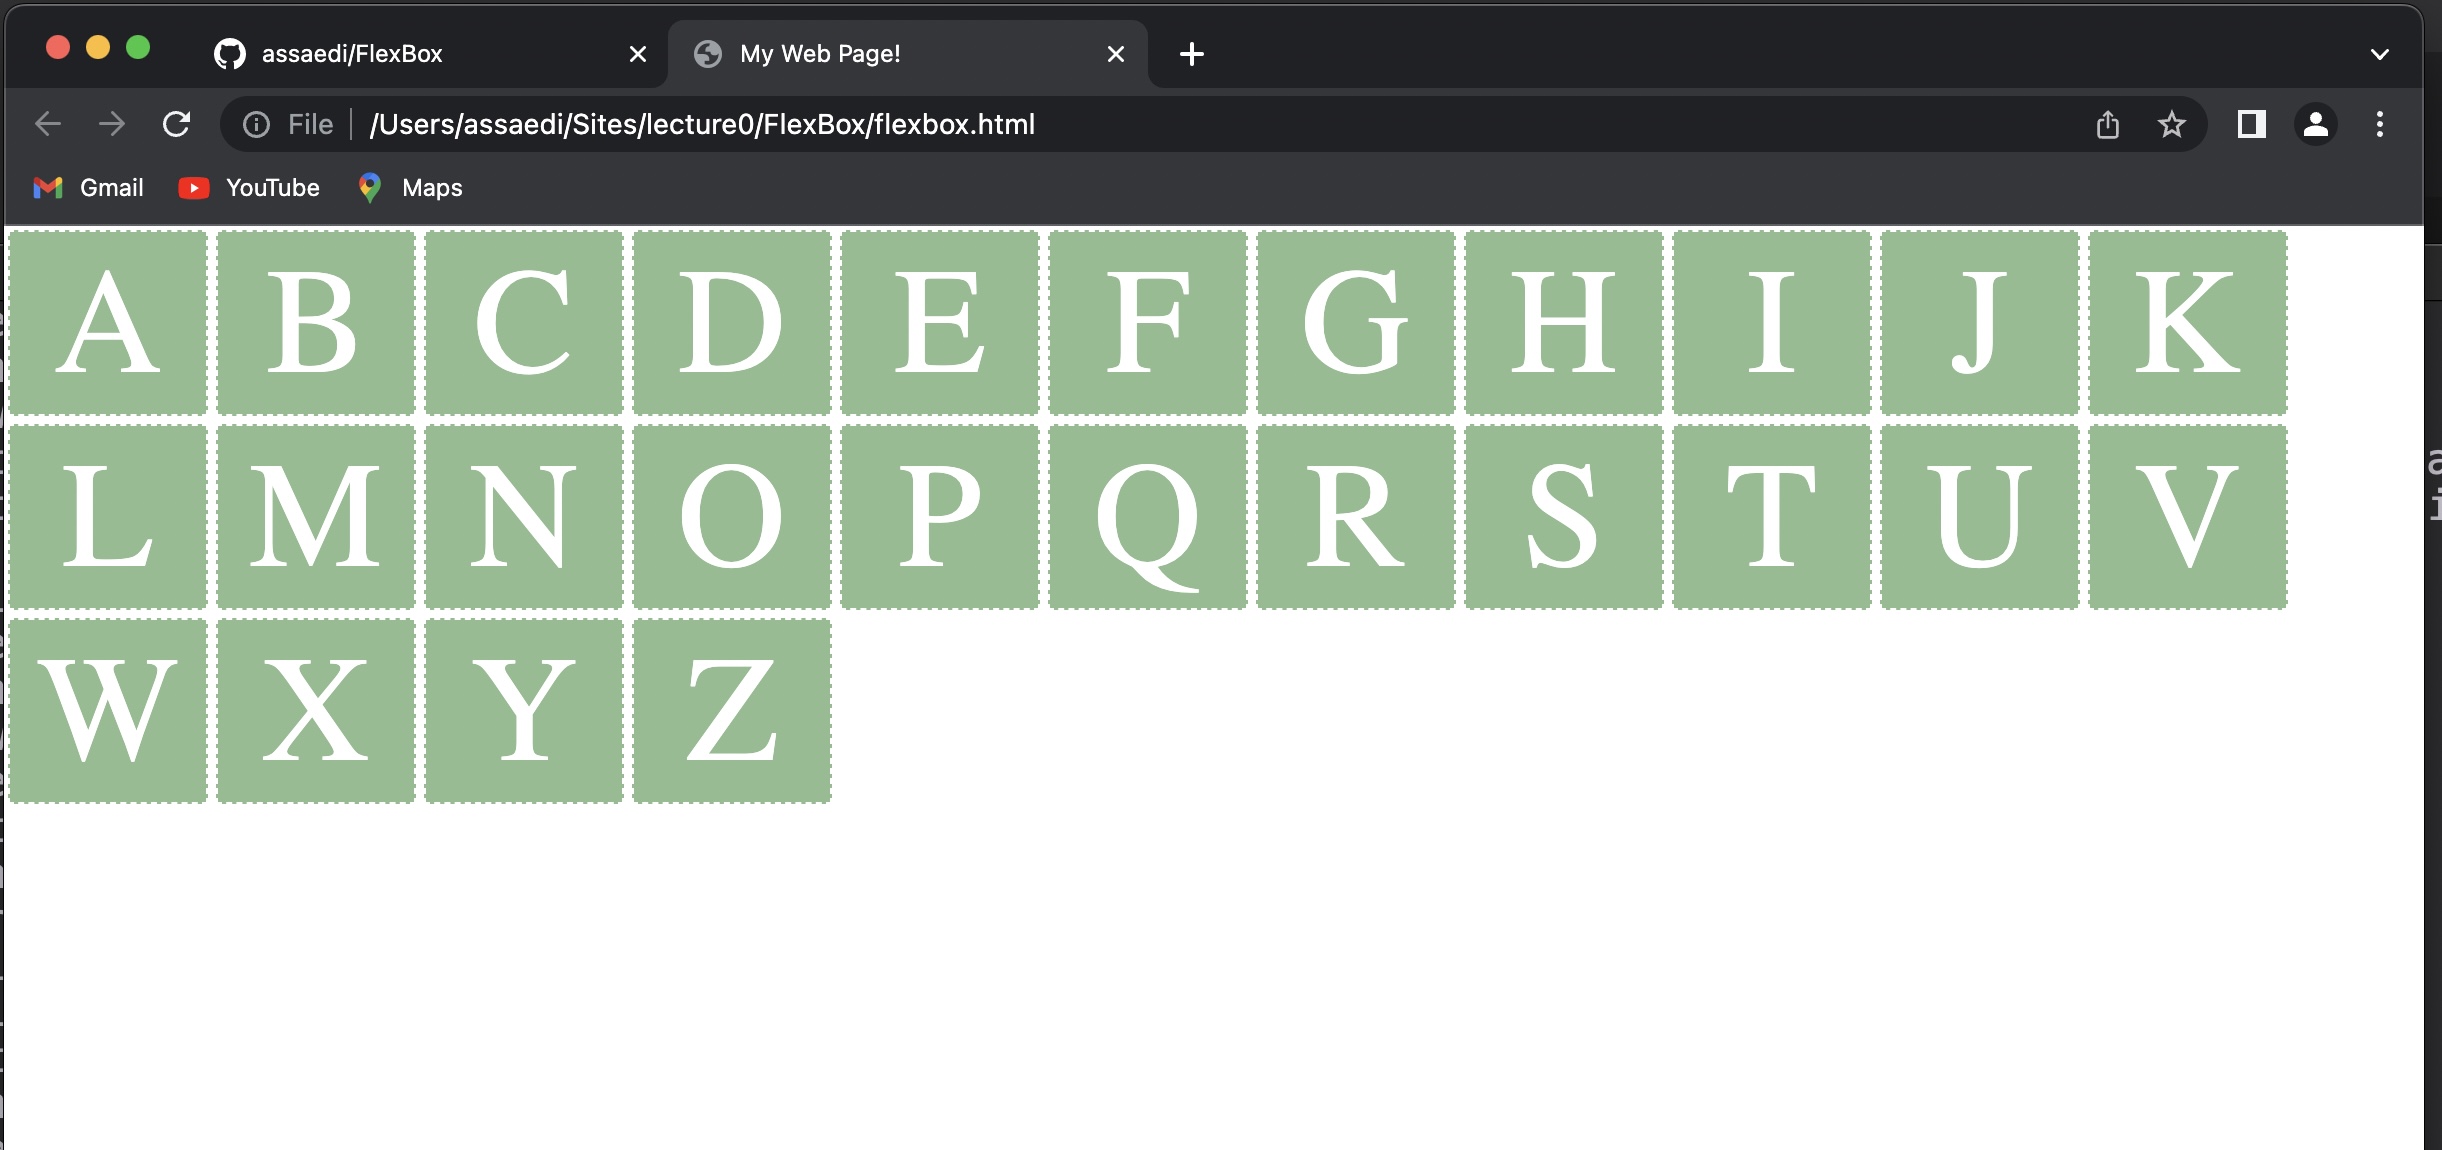 assaedi/FlexBox My Web Page!
File /Users/assaedi/Sites/lecture0/FlexBox/flexbox.html
Gmail YouTube Maps
A B C D E F G H I J K
L M N O P Q R S T U V
W X Y Z